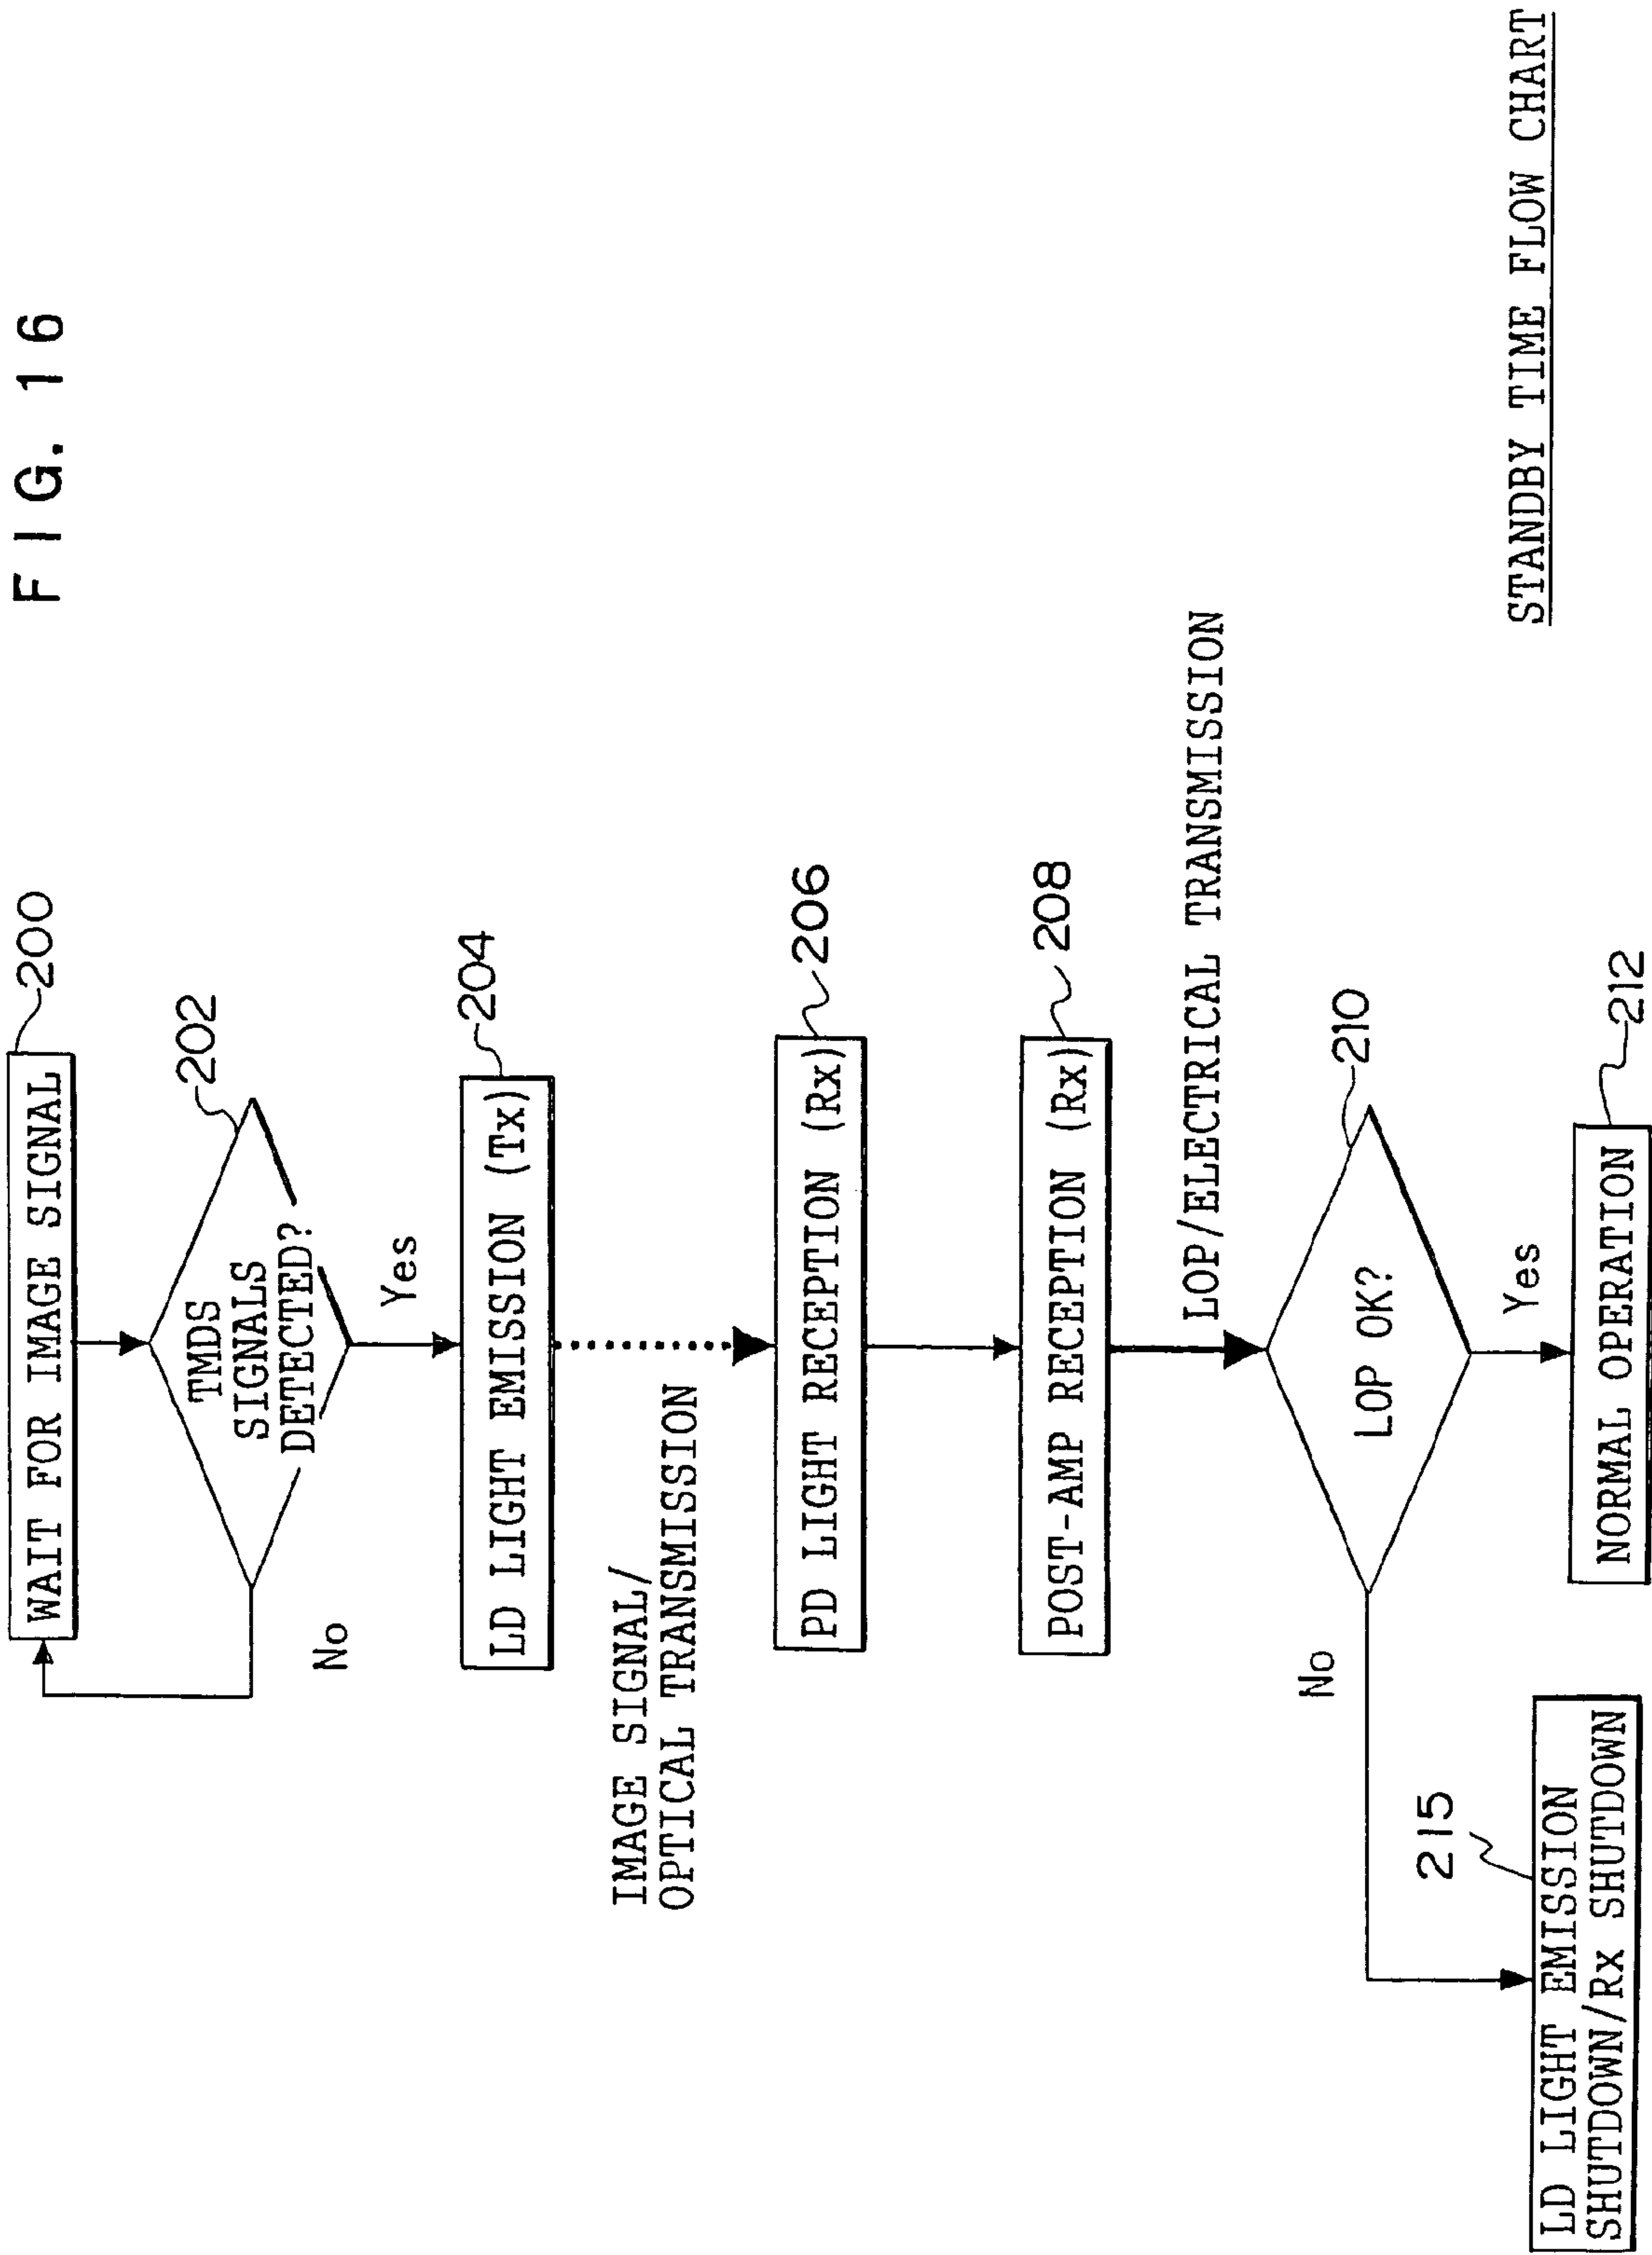 FIG. 16
WAIT FOR IMAGE SIGNAL
200
TMDS
SIGNALS
DETECTED?
202
No
Yes
LD LIGHT EMISSION (Tx)
204
IMAGE SIGNAL/
OPTICAL TRANSMISSION
PD LIGHT RECEPTION (Rx)
206
POST-AMP RECEPTION (Rx)
208
LOP/ELECTRICAL TRANSMISSION
LOP OK?
210
No
Yes
215
LD LIGHT EMISSION
SHUTDOWN/Rx SHUTDOWN
NORMAL OPERATION
212
STANDBY TIME FLOW CHART